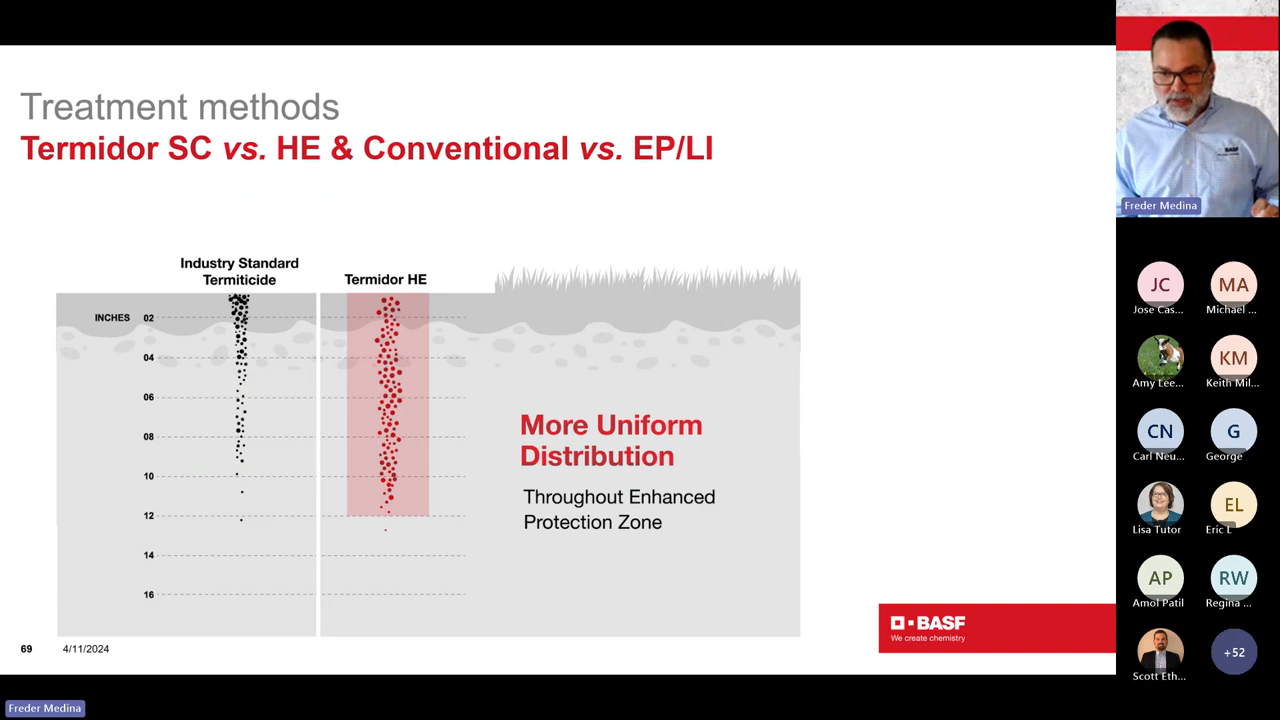 Treatment methods
Termidor SC vs. HE & Conventional vs. EP/LI
Industry Standard
Termiticide
Termidor HE
INCHES 02
04
06
08
10
12
14
16
More Uniform
Distribution
Throughout Enhanced
Protection Zone
69 4/11/2024
BASF
We create chemistry
BASF
Freder Medina
JC
Jose Cas...
MA
Michael ...
Amy Lee...
KM
Keith Mil...
CN
Carl Neu...
G
George
Lisa Tutor
EL
Eric L
AP
Amol Patil
RW
Regina ...
Scott Eth...
+52
Freder Medina